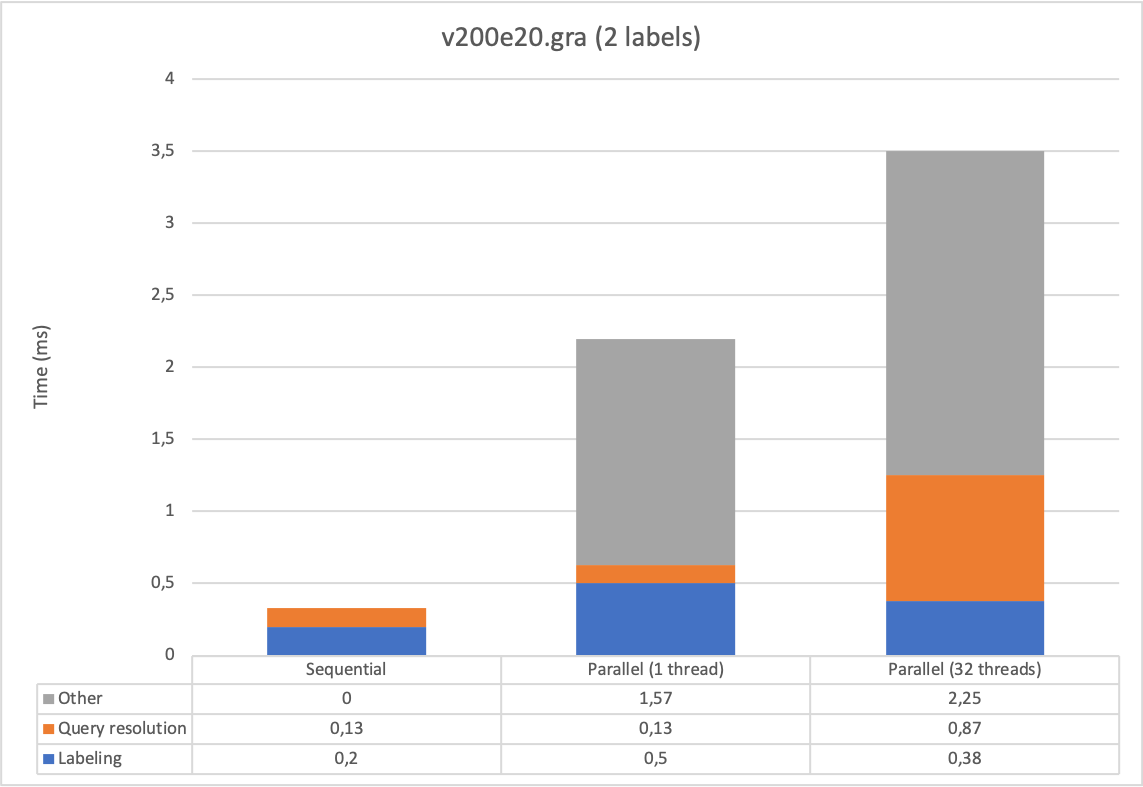 v200e20.gra (2 labels)
4
3,5
3
2,5
2
1,5
1
0,5
0
Time (ms)
Sequential Parallel (1 thread) Parallel (32 threads)
Other 0 1,57 2,25
Query resolution 0,13 0,13 0,87
Labeling 0,2 0,5 0,38